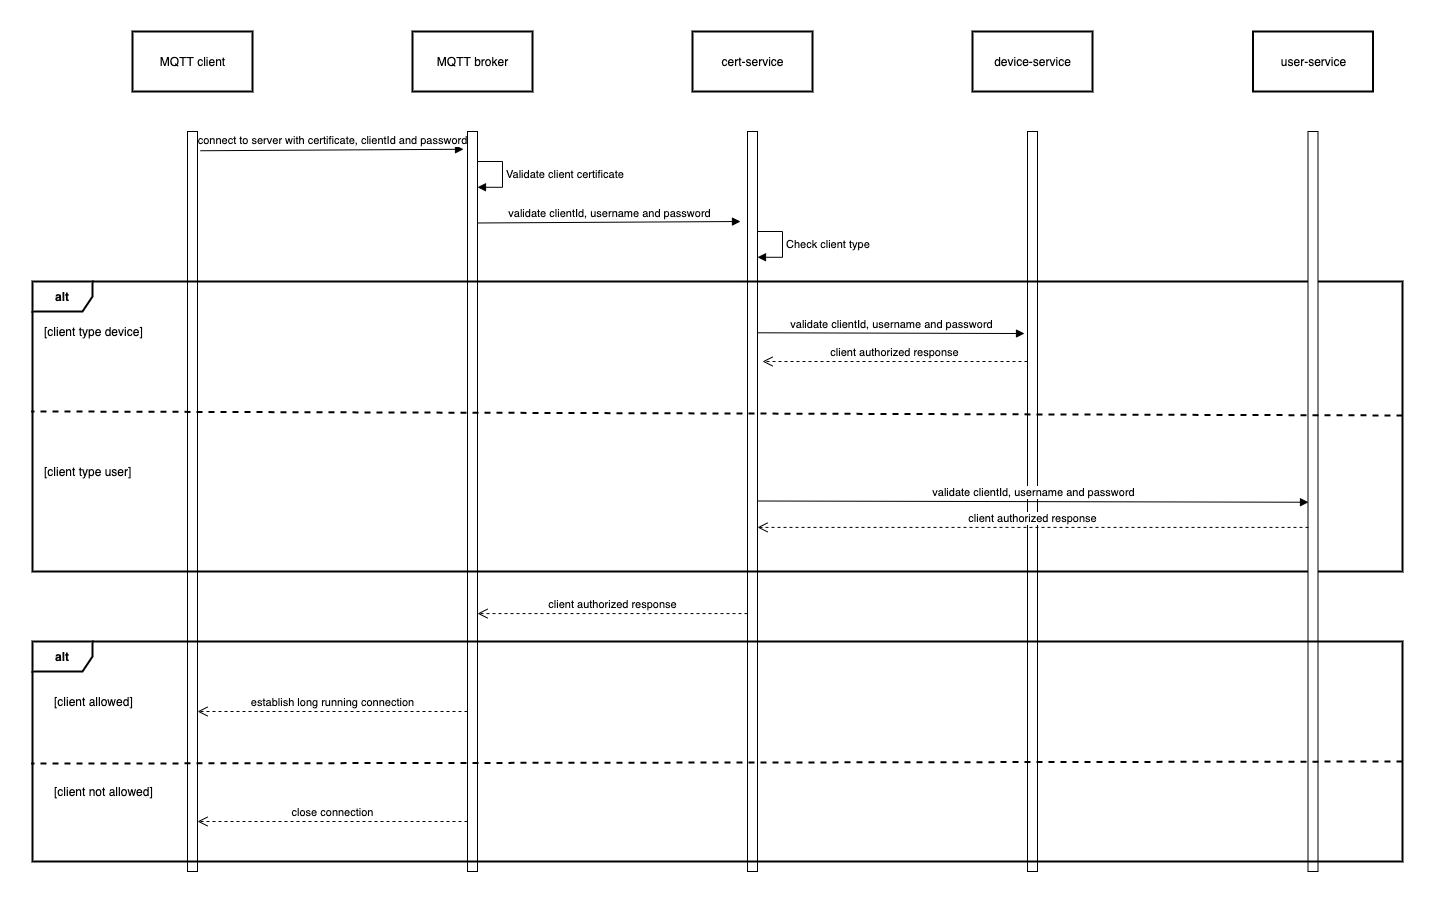 MQTT client
MQTT broker
cert-service
device-service
user-service
connect to server with certificate, clientId and password
Validate client certificate
validate clientId, username and password
Check client type
alt
[client type device]
validate clientId, username and password
client authorized response
[client type user]
validate clientId, username and password
client authorized response
client authorized response
alt
[client allowed]
establish long running connection
[client not allowed]
close connection